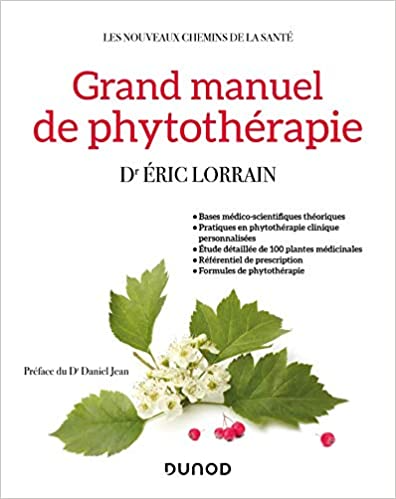 LES NOUVEAUX CHEMINS DE LA SANTÉ
Grand manuel
de phytothérapie
Dr ÉRIC LORRAIN
• Bases médico-scientifiques théoriques
• Pratiques en phytothérapie clinique
personnalisées
• Étude détaillée de 100 plantes médicinales
• Référentiel de prescription
• Formules de phytothérapie
Préface du Dr Daniel Jean
DUNOD